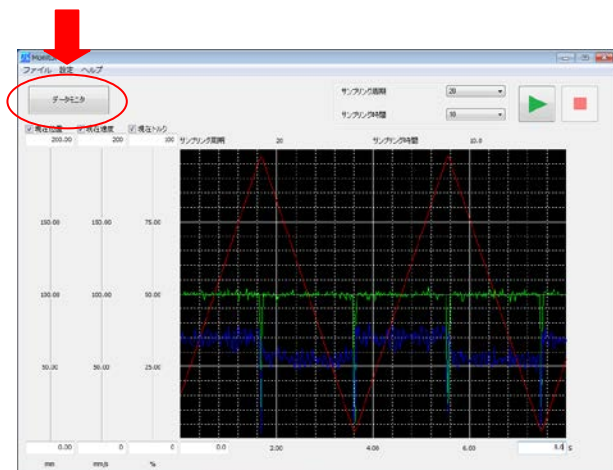 ファイル 設定 ヘルプ
データモニタ
サンプリング周期 20
サンプリング時間 10
現在位置 現在速度 現在トルク
200.00 200 100 サンプリング周期 20 サンプリング時間 10.0
150.00 150.00 75.00
100.00 100.00 50.00
50.00 50.00 25.00
0.00 0 0 0.0 2.00 4.00 6.00 8.0 S
mm mm/s %